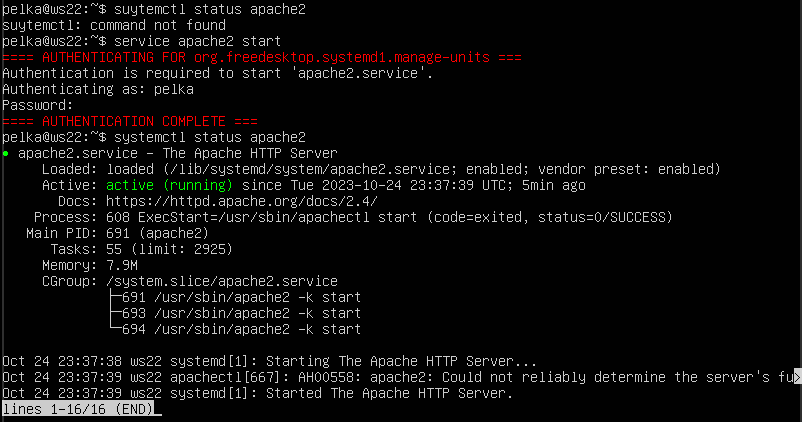 pelka@ws22:~$ suytemctl status apache2
suytemctl: command not found
pelka@ws22:~$ service apache2 start
==== AUTHENTICATING FOR org.freedesktop.systemd1.manage-units ===
Authentication is required to start 'apache2.service'.
Authenticating as: pelka
Password:
==== AUTHENTICATION COMPLETE ===
pelka@ws22:~$ systemctl status apache2
● apache2.service - The Apache HTTP Server
     Loaded: loaded (/lib/systemd/system/apache2.service; enabled; vendor preset: enabled)
     Active: active (running) since Tue 2023-10-24 23:37:39 UTC; 5min ago
       Docs: https://httpd.apache.org/docs/2.4/
    Process: 608 ExecStart=/usr/sbin/apachectl start (code=exited, status=0/SUCCESS)
   Main PID: 691 (apache2)
      Tasks: 55 (limit: 2925)
     Memory: 7.9M
     CGroup: /system.slice/apache2.service
             ├─691 /usr/sbin/apache2 -k start
             ├─693 /usr/sbin/apache2 -k start
             └─694 /usr/sbin/apache2 -k start

Oct 24 23:37:38 ws22 systemd[1]: Starting The Apache HTTP Server...
Oct 24 23:37:39 ws22 apachectl[667]: AH00558: apache2: Could not reliably determine the server's fu>
Oct 24 23:37:39 ws22 systemd[1]: Started The Apache HTTP Server.
lines 1-16/16 (END)